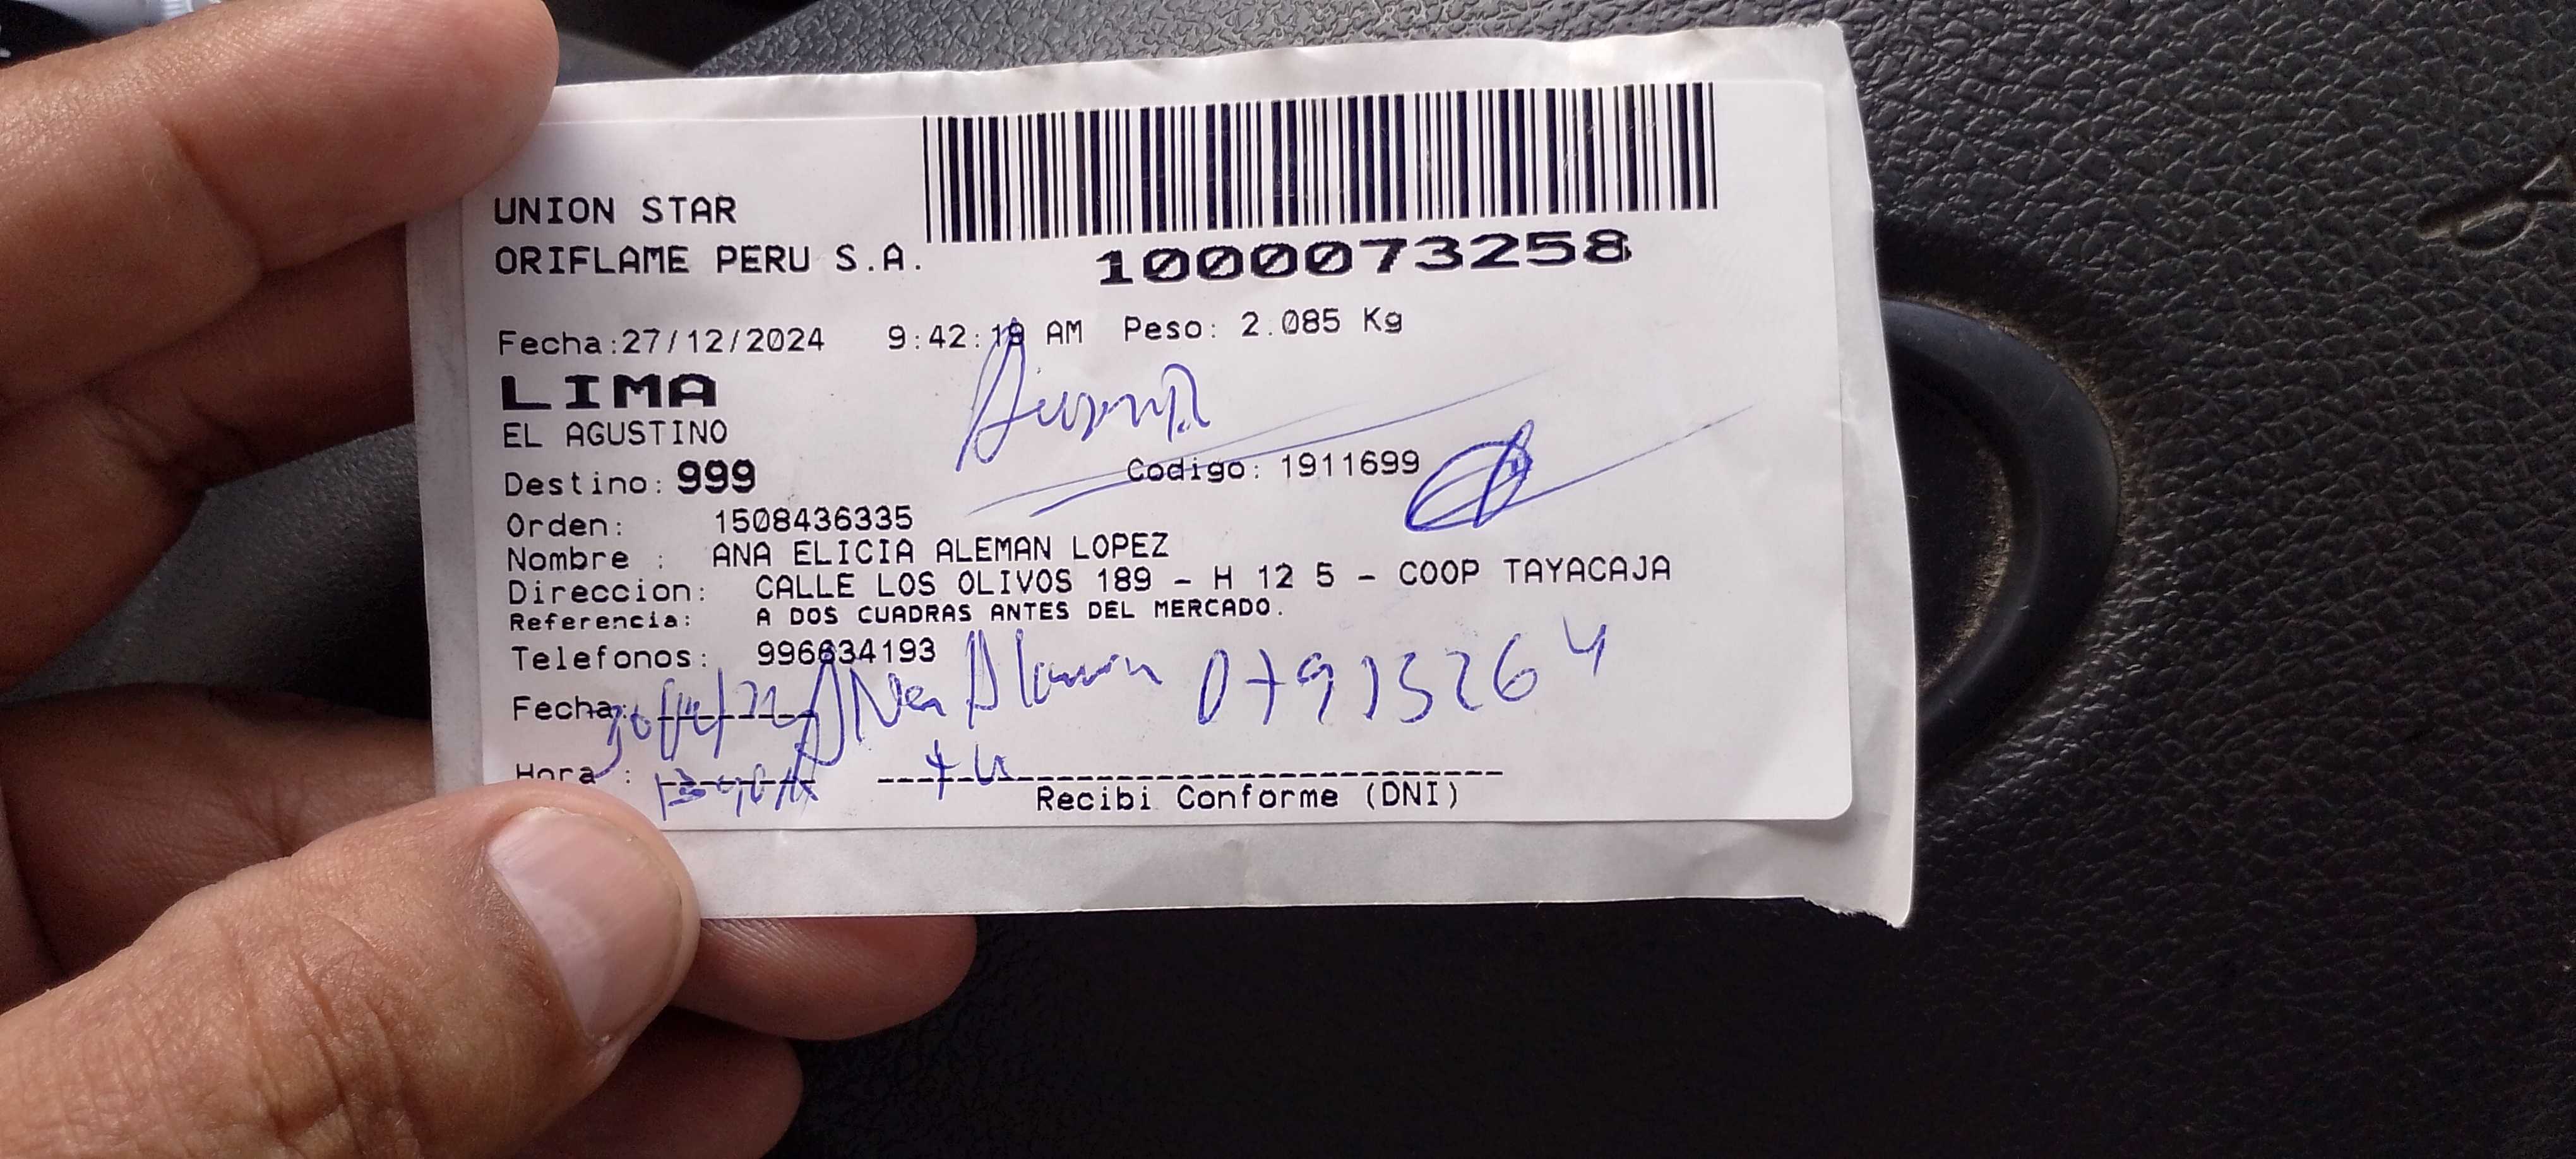 UNION STAR
ORIFLAME PERU S.A.
1000073258
Fecha:27/12/2024 9:42:19 AM Peso: 2.085 Kg
LIMA
EL AGUSTINO
Destino: 999
Codigo: 1911699
Orden: 1508436335
Nombre : ANA ELICIA ALEMAN LOPEZ
Direccion: CALLE LOS OLIVOS 189 - H 12 5 - COOP TAYACAJA
Referencia: A DOS CUADRAS ANTES DEL MERCADO.
Telefonos: 996634193
Fecha:
Hora :
Recibi Conforme (DNI)